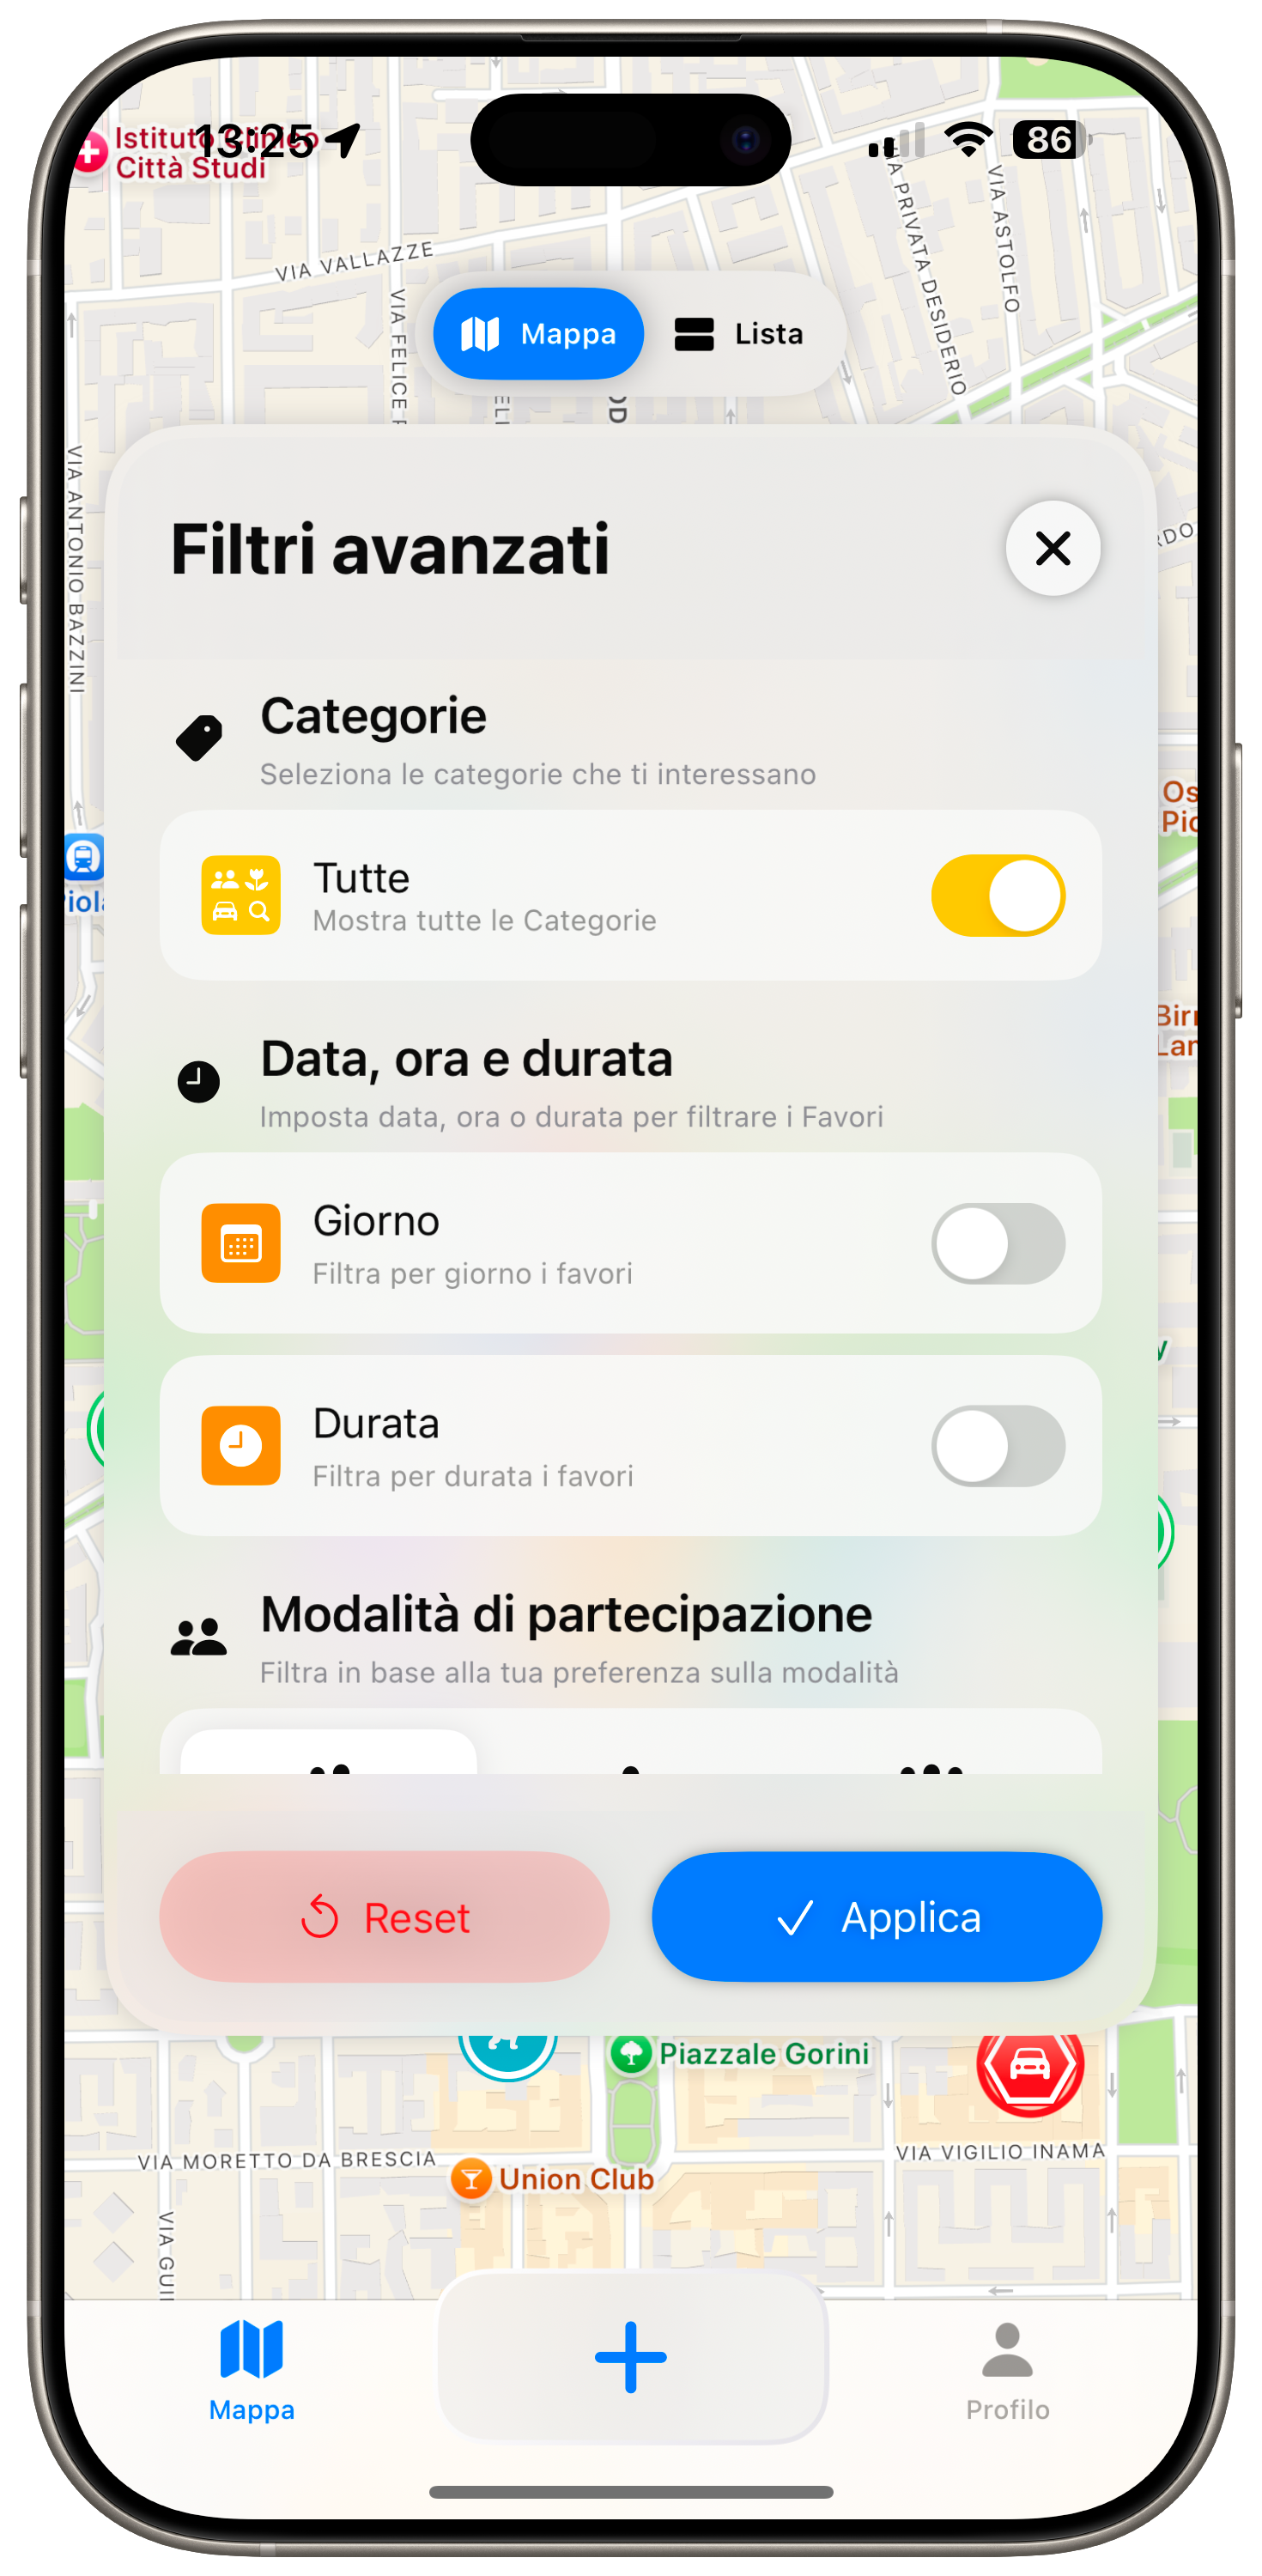 13:25
86
Istituto Clinico
Città Studi
VIA VALLAZZE
VIA FELICE
VIA PRIVATA DESIDERIO
VIA ASTOLFO
Mappa
Lista
VIA ANTONIO BAZZINI
Filtri avanzati
Categorie
Seleziona le categorie che ti interessano
Tutte
Mostra tutte le Categorie
Data, ora e durata
Imposta data, ora o durata per filtrare i Favori
Giorno
Filtra per giorno i favori
Durata
Filtra per durata i favori
Modalità di partecipazione
Filtra in base alla tua preferenza sulla modalità
Reset
Applica
Piazzale Gorini
VIA MORETTO DA BRESCIA
VIA VIGILIO INAMA
Union Club
VIA
Mappa
Profilo